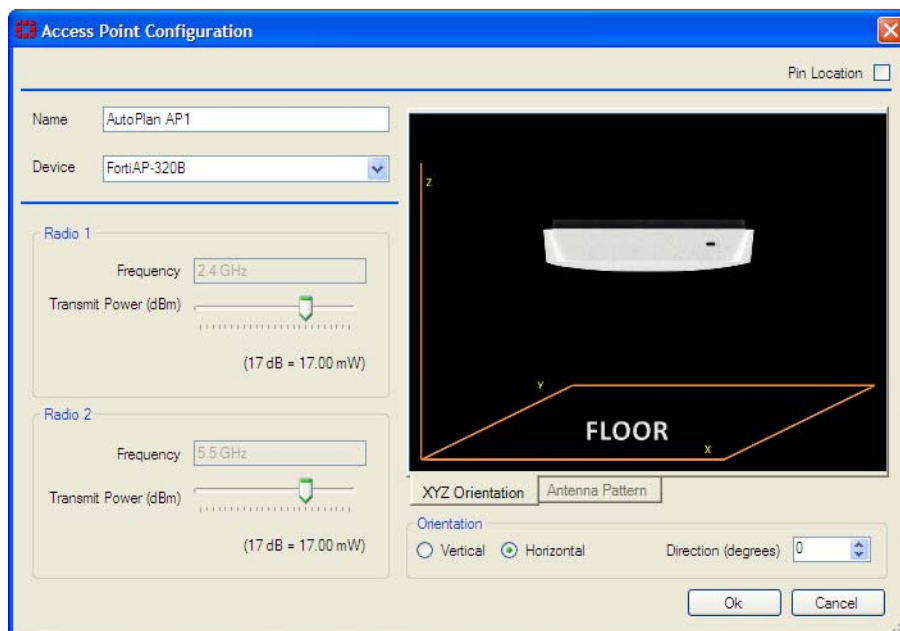 Access Point Configuration
Pin Location
Name
AutoPlan AP1
Device
FortiAP-320B
Radio 1
Frequency
2.4 GHz
Transmit Power (dBm)
(17 dB = 17.00 mW)
Radio 2
Frequency
5.5 GHz
Transmit Power (dBm)
(17 dB = 17.00 mW)
Z
Y
FLOOR
X
XYZ Orientation
Antenna Pattern
Orientation
Vertical
Horizontal
Direction (degrees)
0
Ok
Cancel